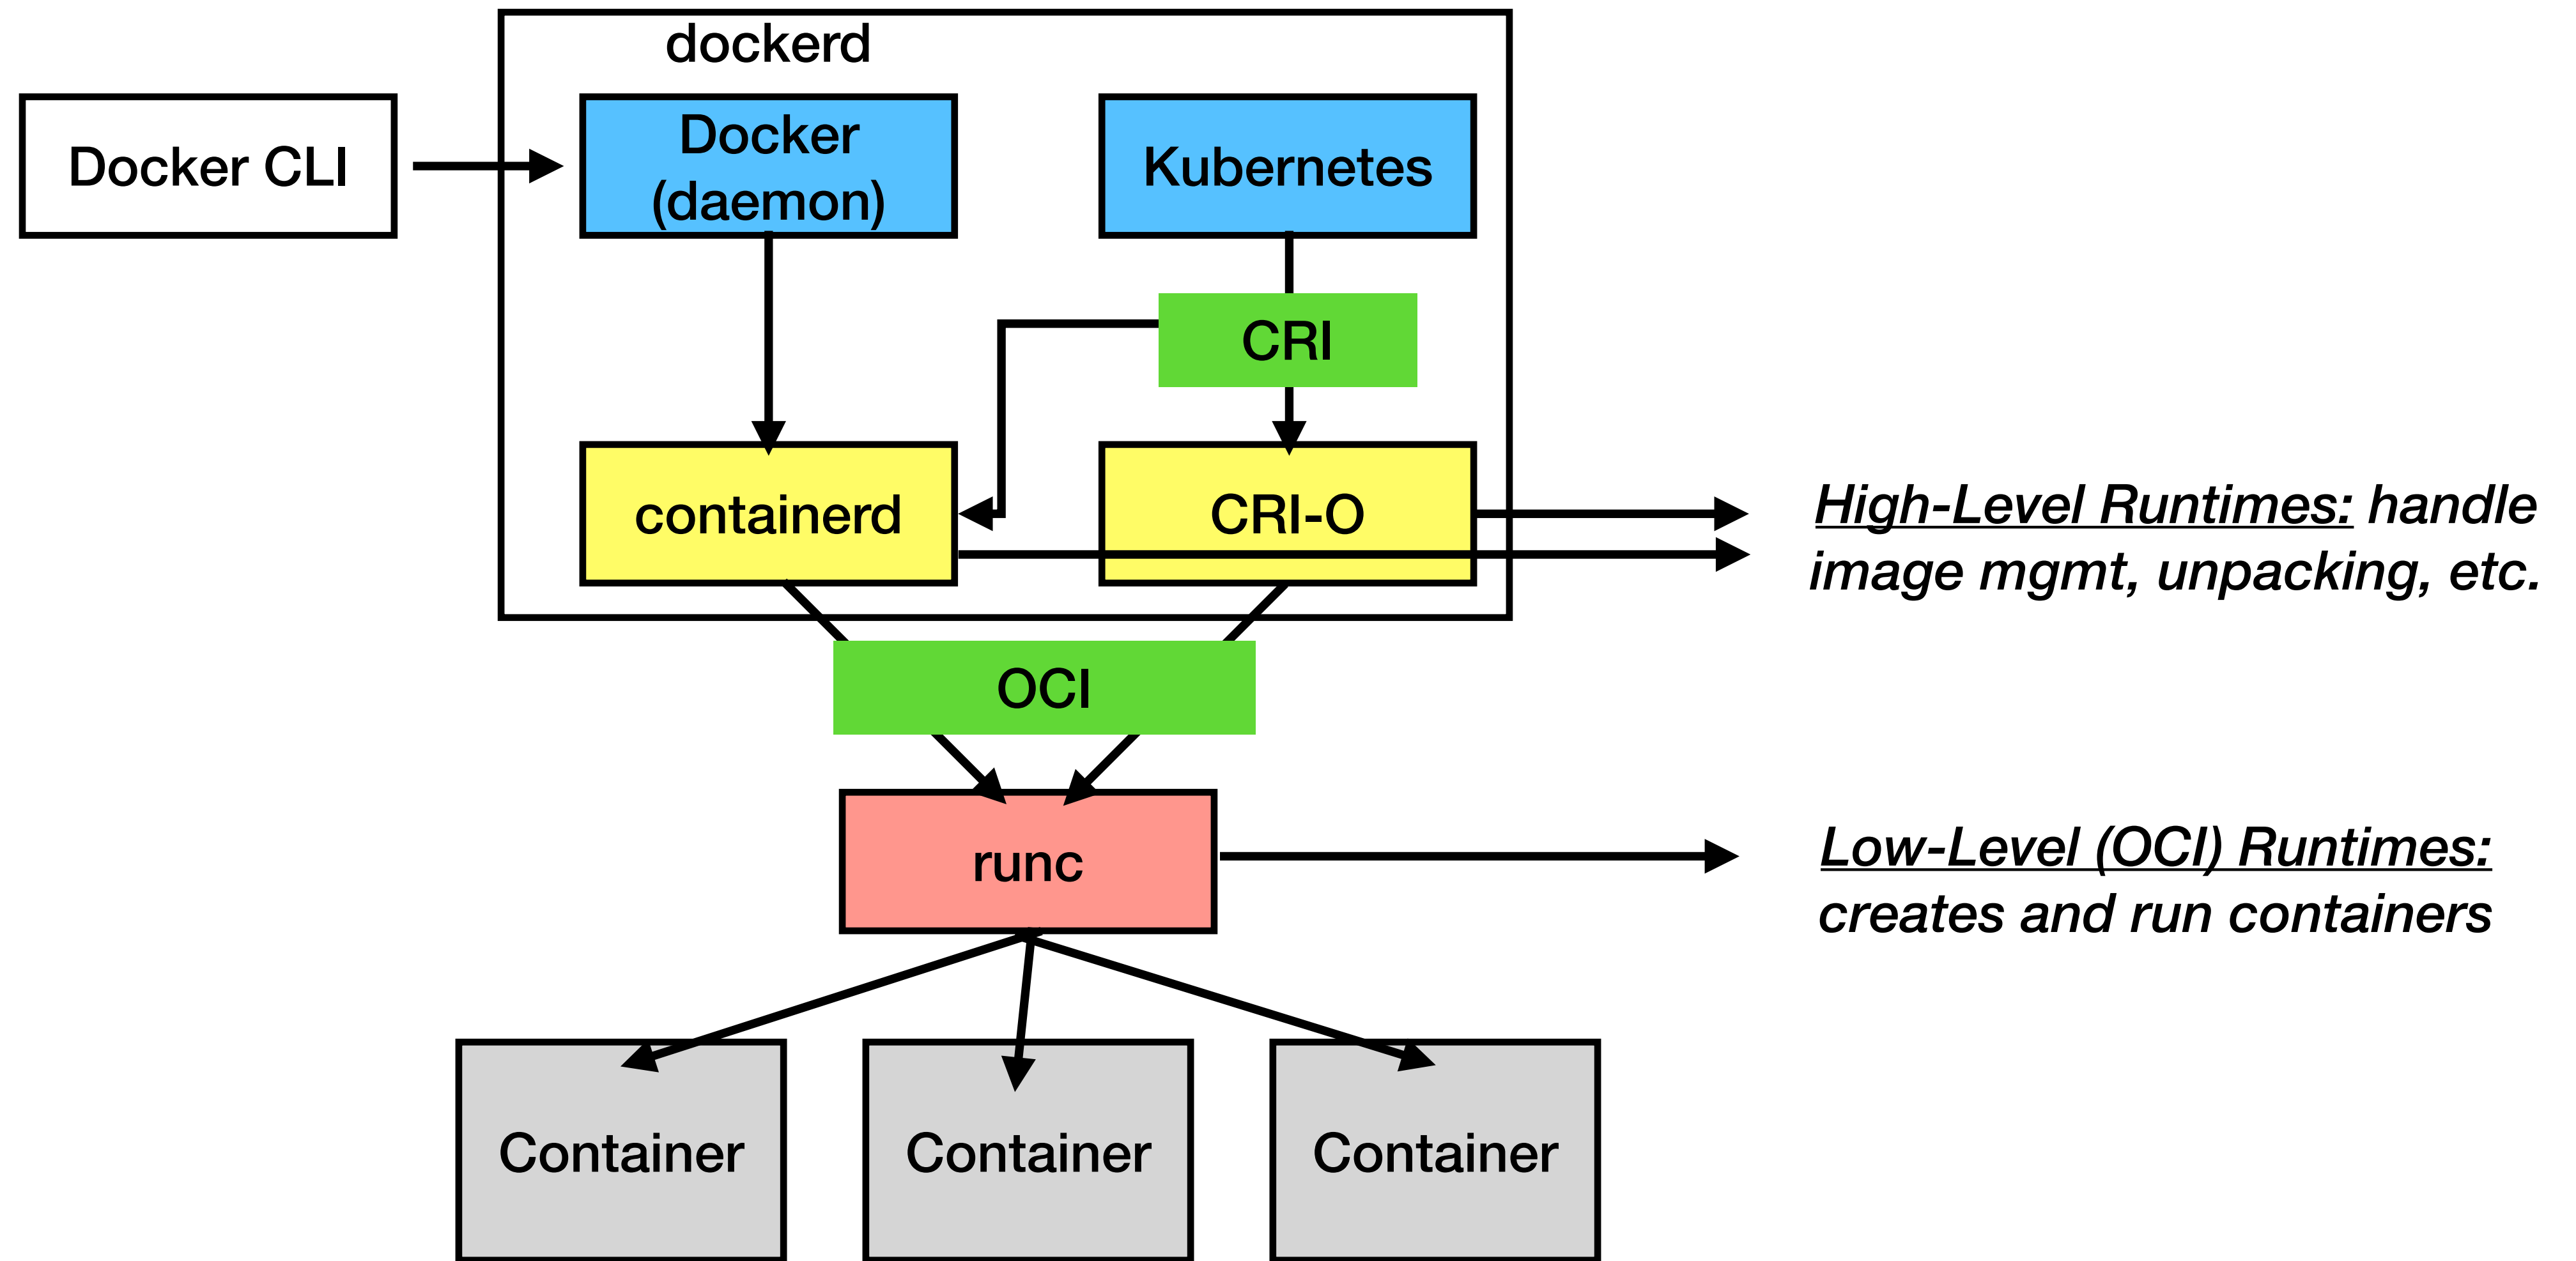 dockerd
Docker CLI
Docker
(daemon)
Kubernetes
CRI
containerd
CRI-O
High-Level Runtimes: handle
image mgmt, unpacking, etc.
OCI
runc
Low-Level (OCI) Runtimes:
creates and run containers
Container
Container
Container